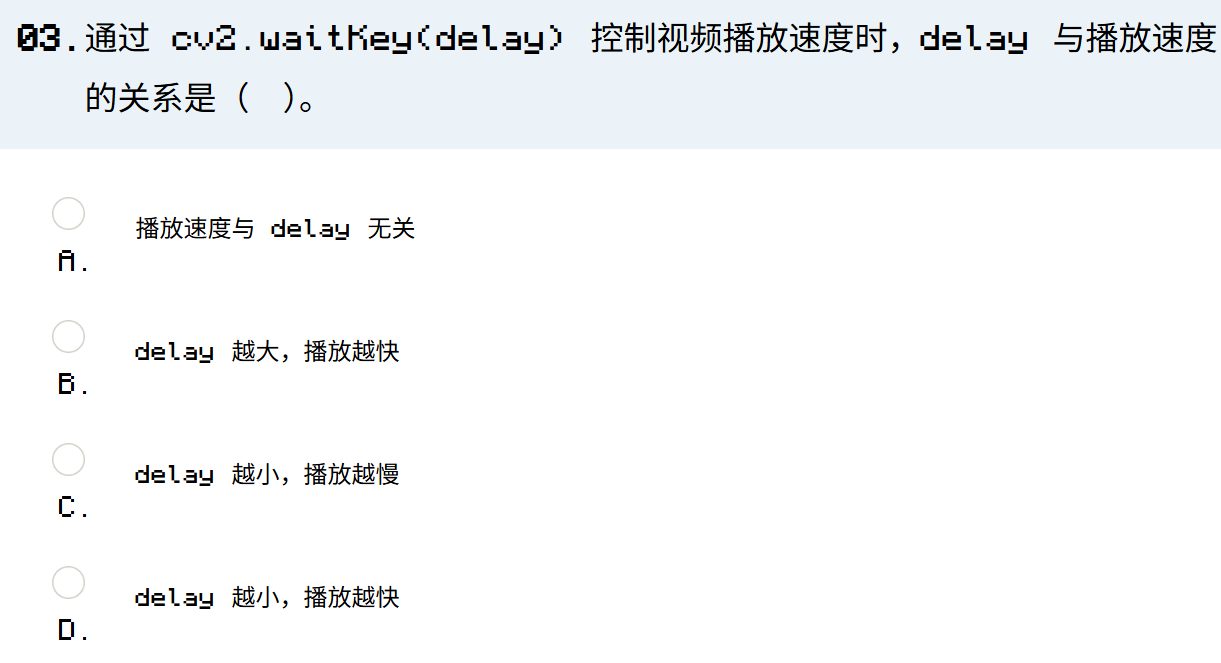 03.通过 cv2.waitKey(delay) 控制视频播放速度时，delay 与播放速度
的关系是（ ）。
播放速度与 delay 无关
A.
delay 越大，播放越快
B.
delay 越小，播放越慢
C.
delay 越小，播放越快
D.